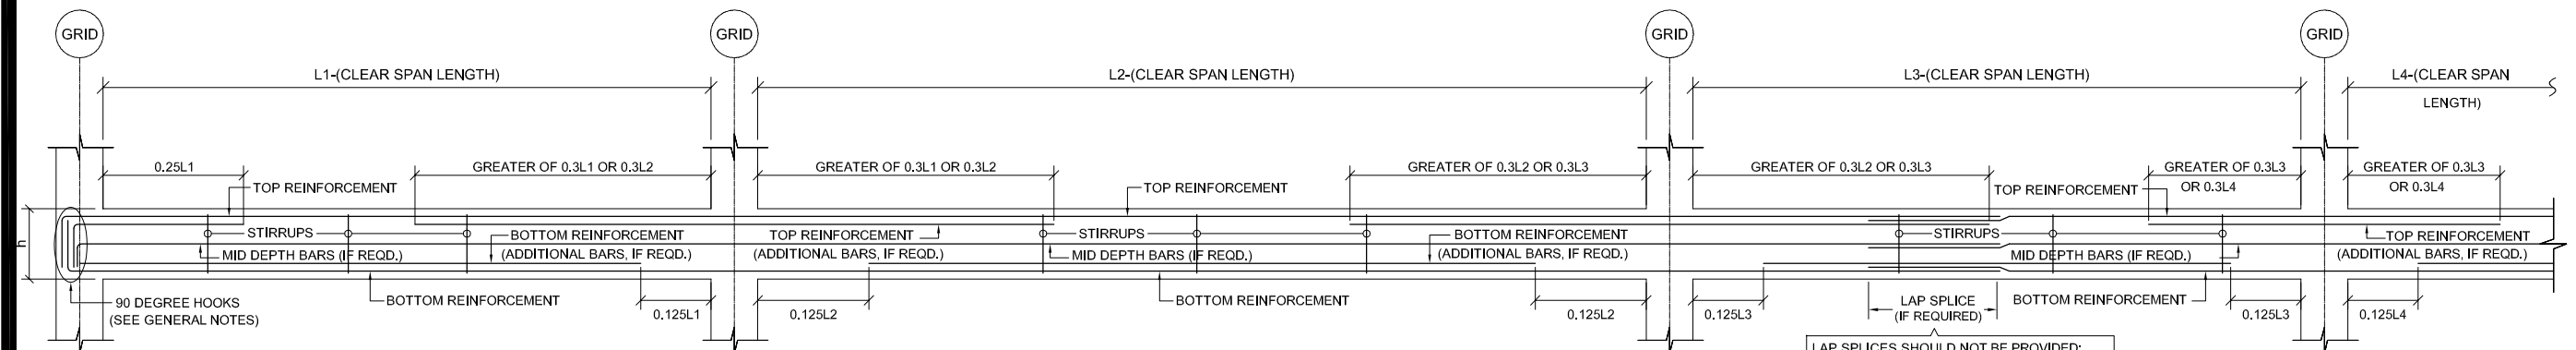 GRID
GRID
GRID
GRID
L1-(CLEAR SPAN LENGTH)
L2-(CLEAR SPAN LENGTH)
L3-(CLEAR SPAN LENGTH)
L4-(CLEAR SPAN
LENGTH)
0.25L1
GREATER OF 0.3L1 OR 0.3L2
GREATER OF 0.3L1 OR 0.3L2
GREATER OF 0.3L2 OR 0.3L3
GREATER OF 0.3L2 OR 0.3L3
GREATER OF 0.3L3
OR 0.3L4
GREATER OF 0.3L3
OR 0.3L4
TOP REINFORCEMENT
TOP REINFORCEMENT
TOP REINFORCEMENT
h
STIRRUPS
MID DEPTH BARS (IF REQD.)
BOTTOM REINFORCEMENT
(ADDITIONAL BARS, IF REQD.)
TOP REINFORCEMENT
(ADDITIONAL BARS, IF REQD.)
STIRRUPS
MID DEPTH BARS (IF REQD.)
BOTTOM REINFORCEMENT
(ADDITIONAL BARS, IF REQD.)
STIRRUPS
MID DEPTH BARS (IF REQD.)
TOP REINFORCEMENT
(ADDITIONAL BARS, IF REQD.)
90 DEGREE HOOKS
(SEE GENERAL NOTES)
BOTTOM REINFORCEMENT
0.125L1
0.125L2
BOTTOM REINFORCEMENT
0.125L2
0.125L3
LAP SPLICE
(IF REQUIRED)
BOTTOM REINFORCEMENT
0.125L3
0.125L4
LAP SPLICES SHOULD NOT BE PROVIDED: